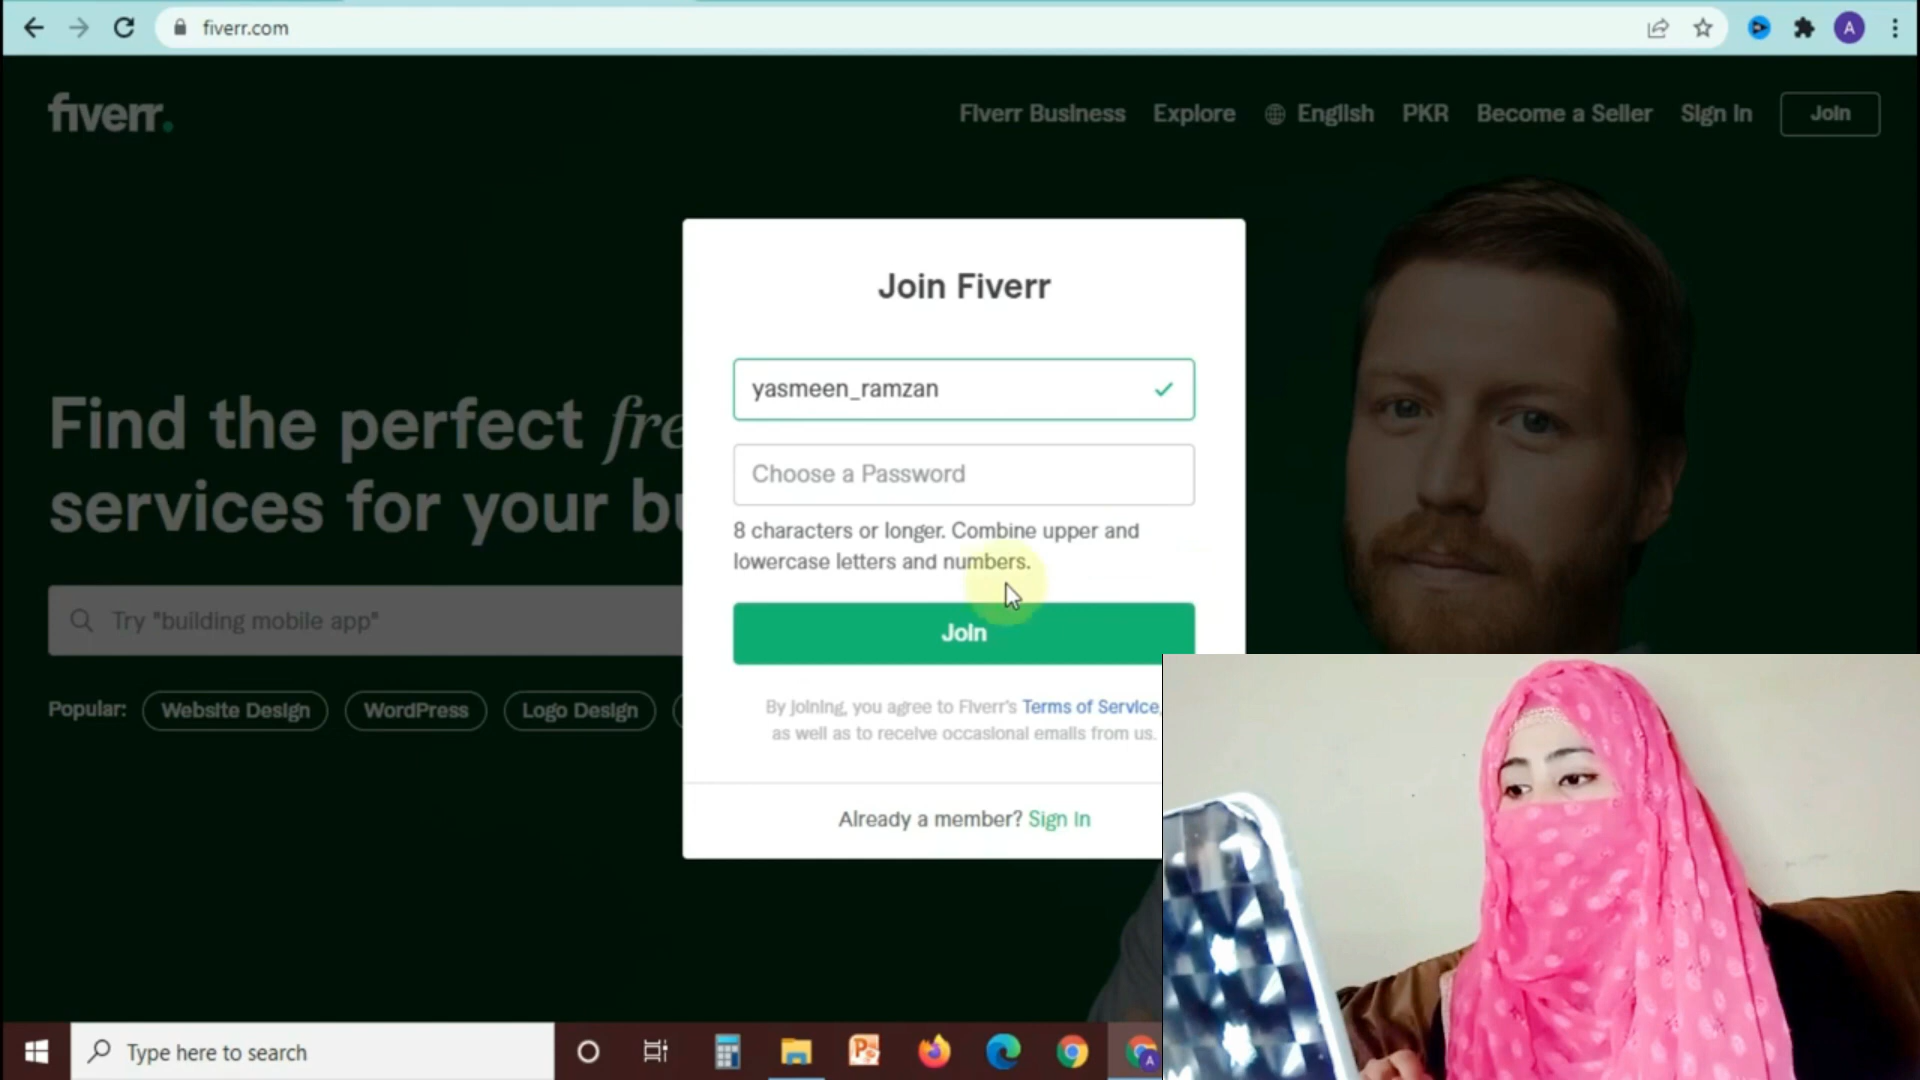 fiverr.com
fiverr.
Fiverr Business
Explore
English
PKR
Become a Seller
Sign In
Join
Join Fiverr
yasmeen_ramzan
Choose a Password
8 characters or longer. Combine upper and
lowercase letters and numbers.
Join
By joining, you agree to Fiverr's Terms of Service,
as well as to receive occasional emails from us.
Already a member? Sign In
Find the perfect fre
services for your bu
Try "building mobile app"
Popular:
Website Design
WordPress
Logo Design
Type here to search
A
A